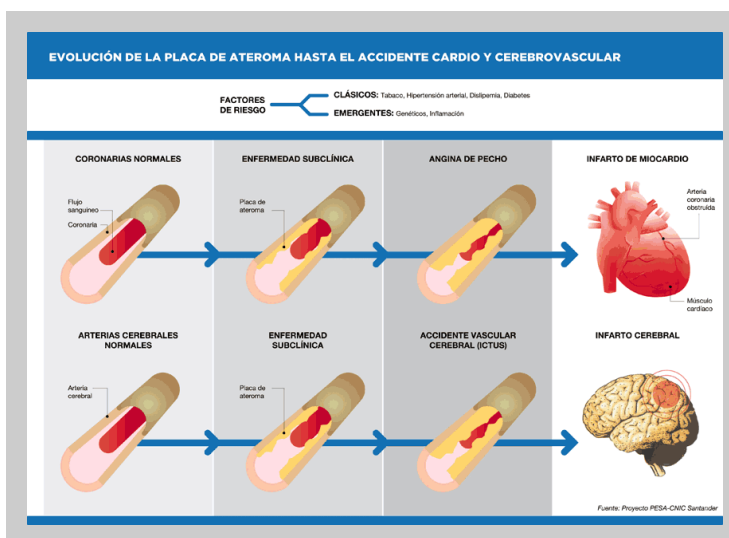 EVOLUCIÓN DE LA PLACA DE ATEROMA HASTA EL ACCIDENTE CARDIO Y CEREBROVASCULAR
FACTORES
DE RIESGO
CLÁSICOS: Tabaco, Hipertensión arterial, Dislipemia, Diabetes
EMERGENTES: Genéticos, Inflamación
CORONARIAS NORMALES
Flujo
sanguíneo
Coronaria
ENFERMEDAD SUBCLÍNICA
Placa de
ateroma
ANGINA DE PECHO
INFARTO DE MIOCARDIO
Arteria
coronaria
obstruída
Músculo
cardíaco
ARTERIAS CEREBRALES
NORMALES
Arteria
cerebral
ENFERMEDAD
SUBCLÍNICA
Placa de
ateroma
ACCIDENTE VASCULAR
CEREBRAL (ICTUS)
INFARTO CEREBRAL
Fuente: Proyecto PESA-CNIC Santander